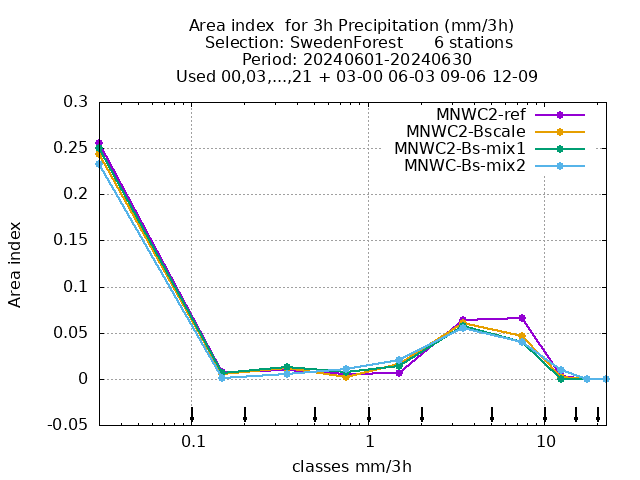 Area index  for 3h Precipitation (mm/3h)
Selection: SwedenForest      6 stations
Period: 20240601-20240630
Used 00,03,...,21 + 03-00 06-03 09-06 12-09
MNWC2-ref
MNWC2-Bscale
MNWC2-Bs-mix1
MNWC-Bs-mix2
0.3
0.25
0.2
0.15
0.1
0.05
0
-0.05
Area index
0.1 1 10
classes mm/3h